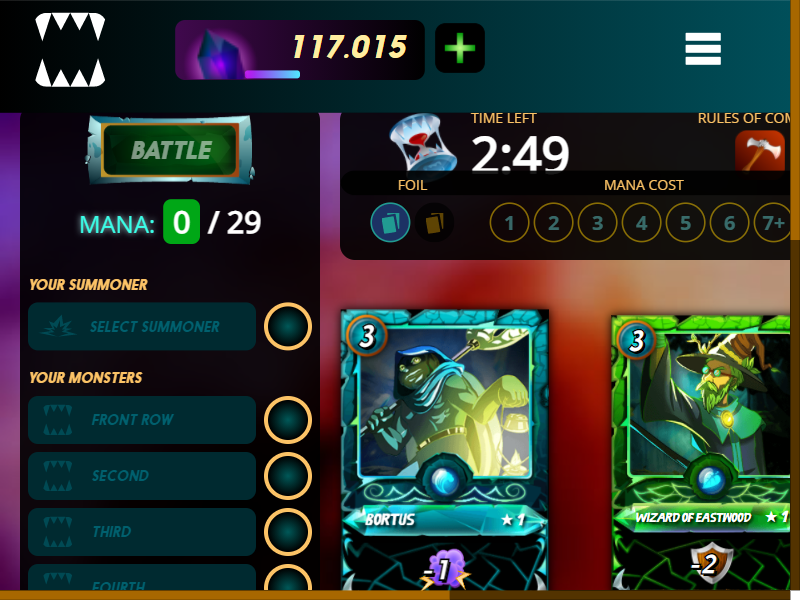 117.015
BATTLE
MANA: 0 / 29
YOUR SUMMONER
SELECT SUMMONER
YOUR MONSTERS
FRONT ROW
SECOND
THIRD
FOURTH
TIME LEFT
2:49
RULES OF COM
FOIL
MANA COST
1 2 3 4 5 6 7+
3
BORTUS ★ 1
-1
3
WIZARD OF EASTWOOD ★ 1
-2